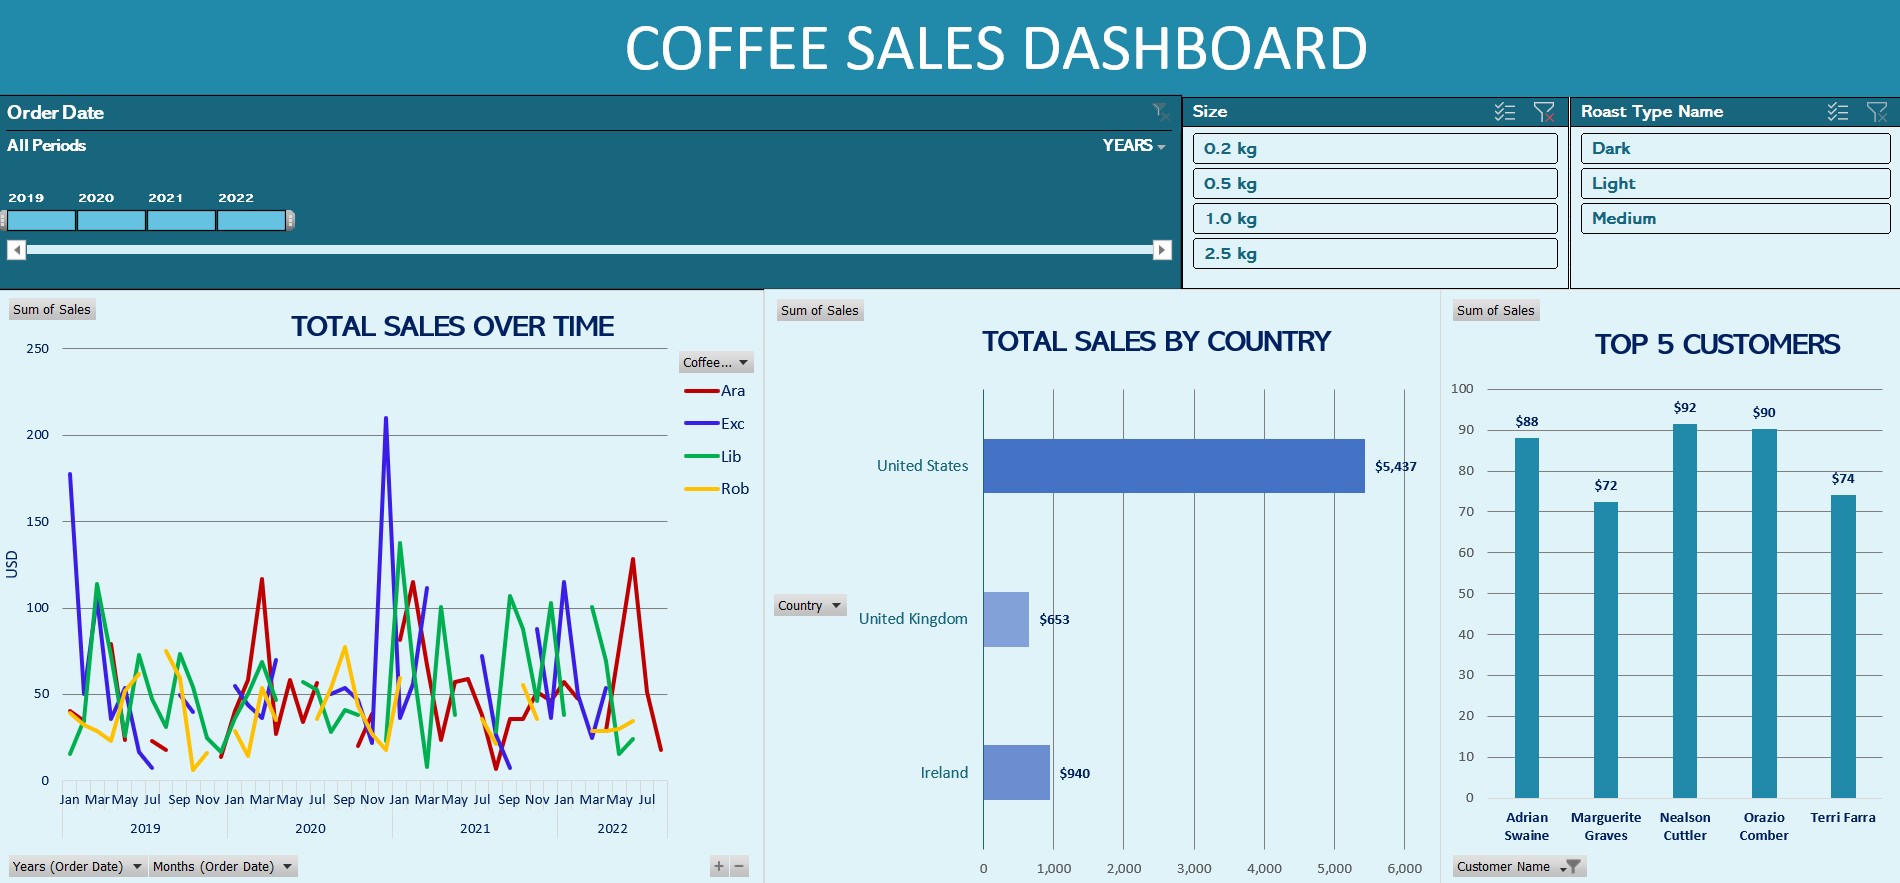 COFFEE SALES DASHBOARD
Order Date
All Periods
YEARS
2019 2020 2021 2022
Size
0.2 kg
0.5 kg
1.0 kg
2.5 kg
Roast Type Name
Dark
Light
Medium
Sum of Sales
TOTAL SALES OVER TIME
250
200
150
100
50
0
USD
Coffee...
Ara
Exc
Lib
Rob
Jan Mar May Jul Sep Nov Jan Mar May Jul Sep Nov Jan Mar May Jul Sep Nov Jan Mar May Jul
2019 2020 2021 2022
Years (Order Date) Months (Order Date)
Sum of Sales
TOTAL SALES BY COUNTRY
United States $5,437
Country
United Kingdom $653
Ireland $940
0 1,000 2,000 3,000 4,000 5,000 6,000
Sum of Sales
TOP 5 CUSTOMERS
100
90
80
70
60
50
40
30
20
10
0
$88 $72 $92 $90 $74
Adrian Marguerite Nealson Orazio Terri Farra
Swaine Graves Cuttler Comber
Customer Name